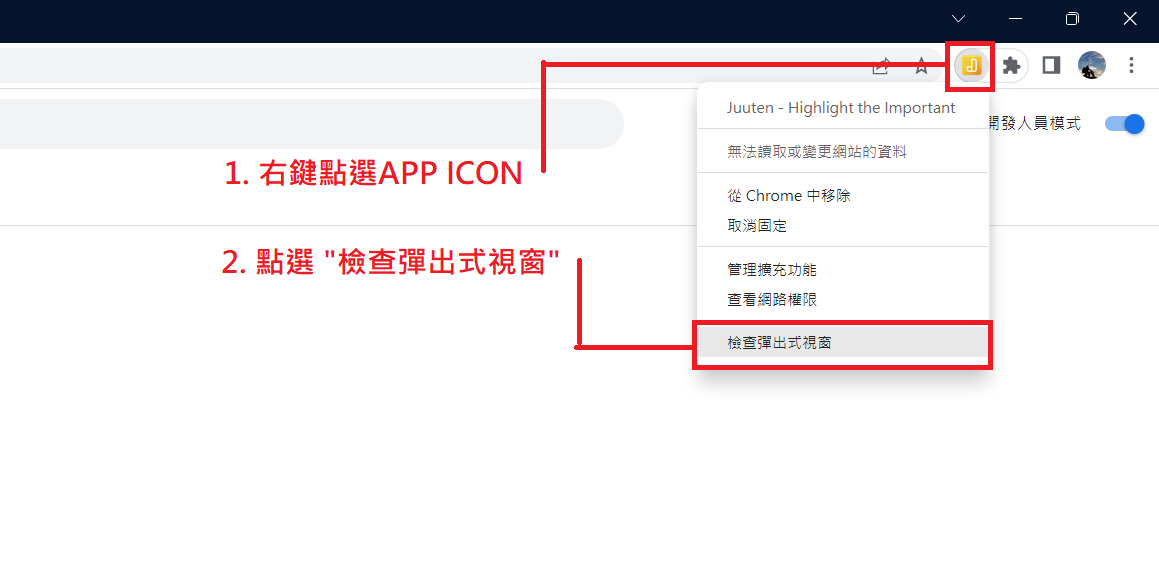 Juuten - Highlight the Important
開發人員模式
無法讀取或變更網站的資料
1. 右鍵點選APP ICON
從 Chrome 中移除
取消固定
2. 點選 "檢查彈出式視窗"
管理擴充功能
查看網路權限
檢查彈出式視窗